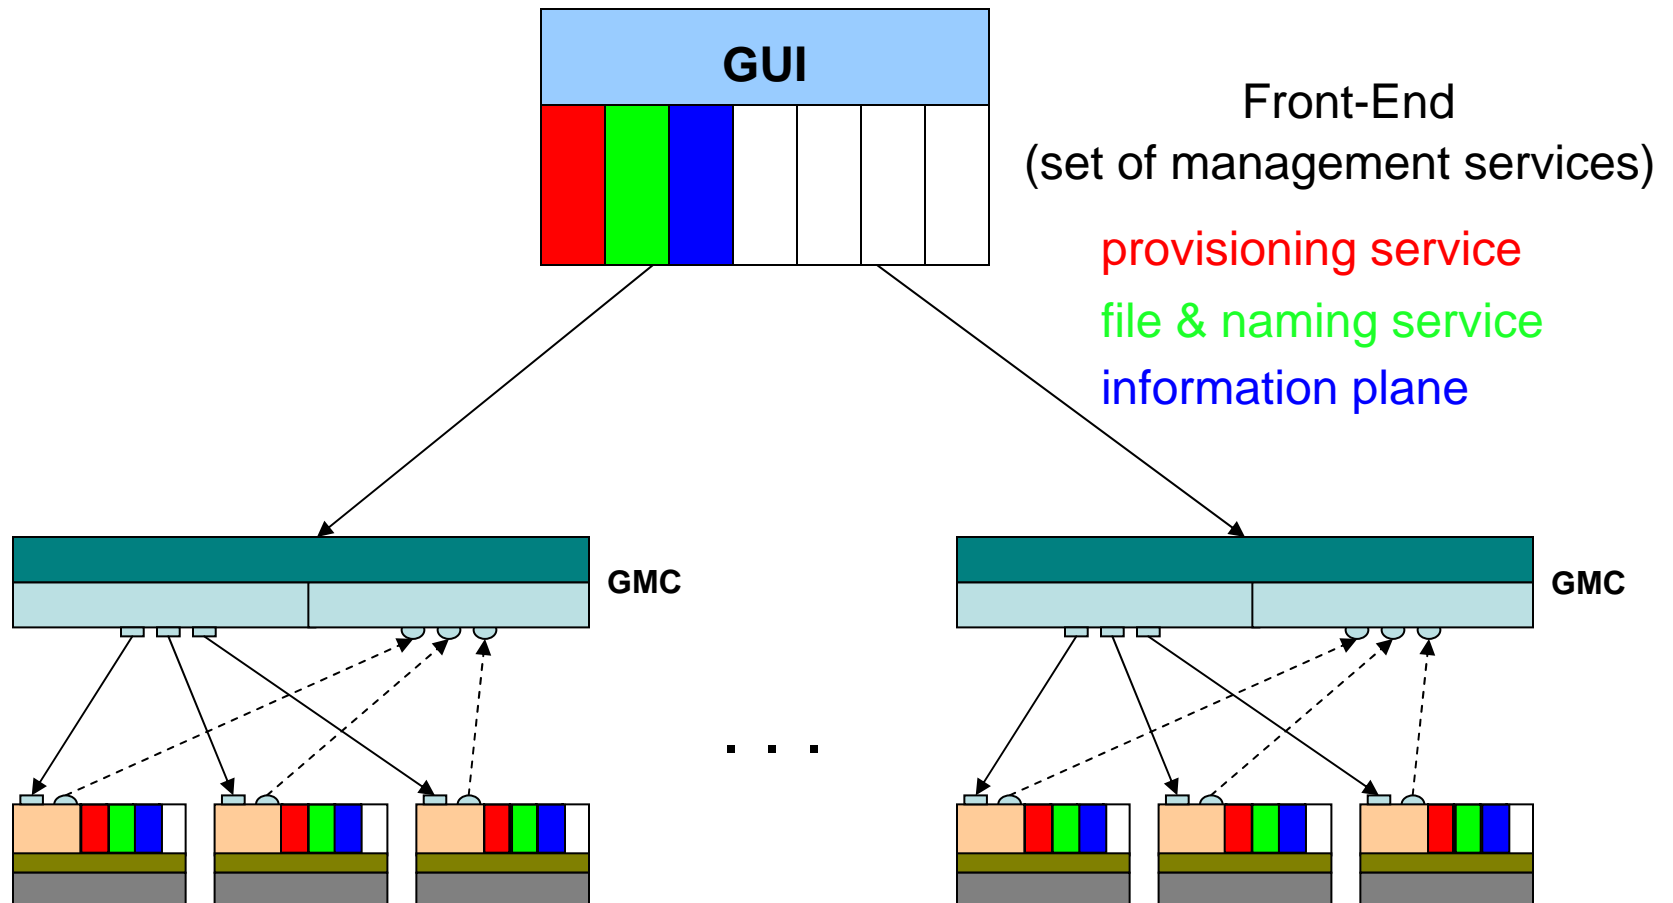 GUI
Front-End
(set of management services)
provisioning service
file & naming service
information plane
GMC
GMC
. . .